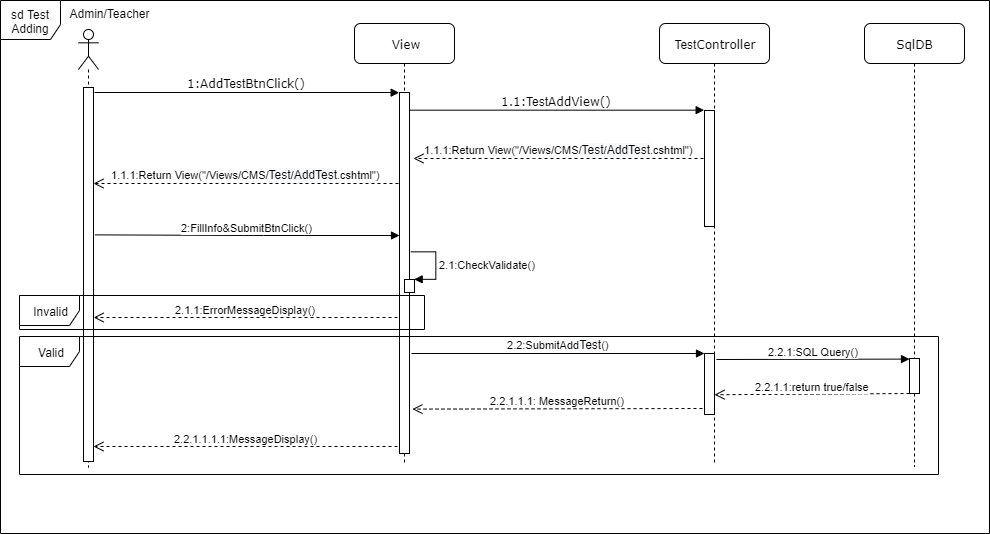 sd Test
Adding
Admin/Teacher
View
TestController
SqlDB
1:AddTestBtnClick()
1.1:TestAddView()
1.1.1:Return View("/Views/CMS/Test/AddTest.cshtml")
1.1.1:Return View("/Views/CMS/Test/AddTest.cshtml")
2:FillInfo&SubmitBtnClick()
2.1:CheckValidate()
Invalid
2.1.1:ErrorMessageDisplay()
Valid
2.2:SubmitAddTest()
2.2.1:SQL Query()
2.2.1.1:return true/false
2.2.1.1.1: MessageReturn()
2.2.1.1.1.1:MessageDisplay()